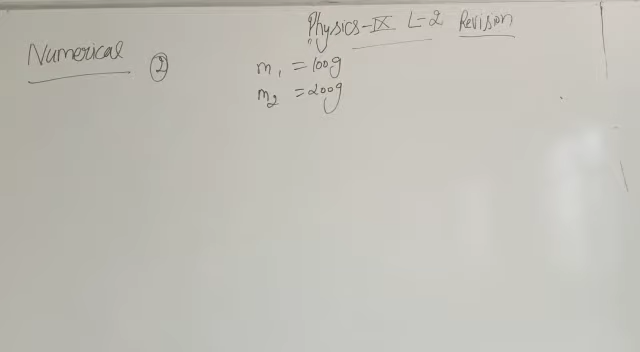 Physics-IX L-2 Revision
Numerical ②
m₁ = 100g
m₂ = 200g